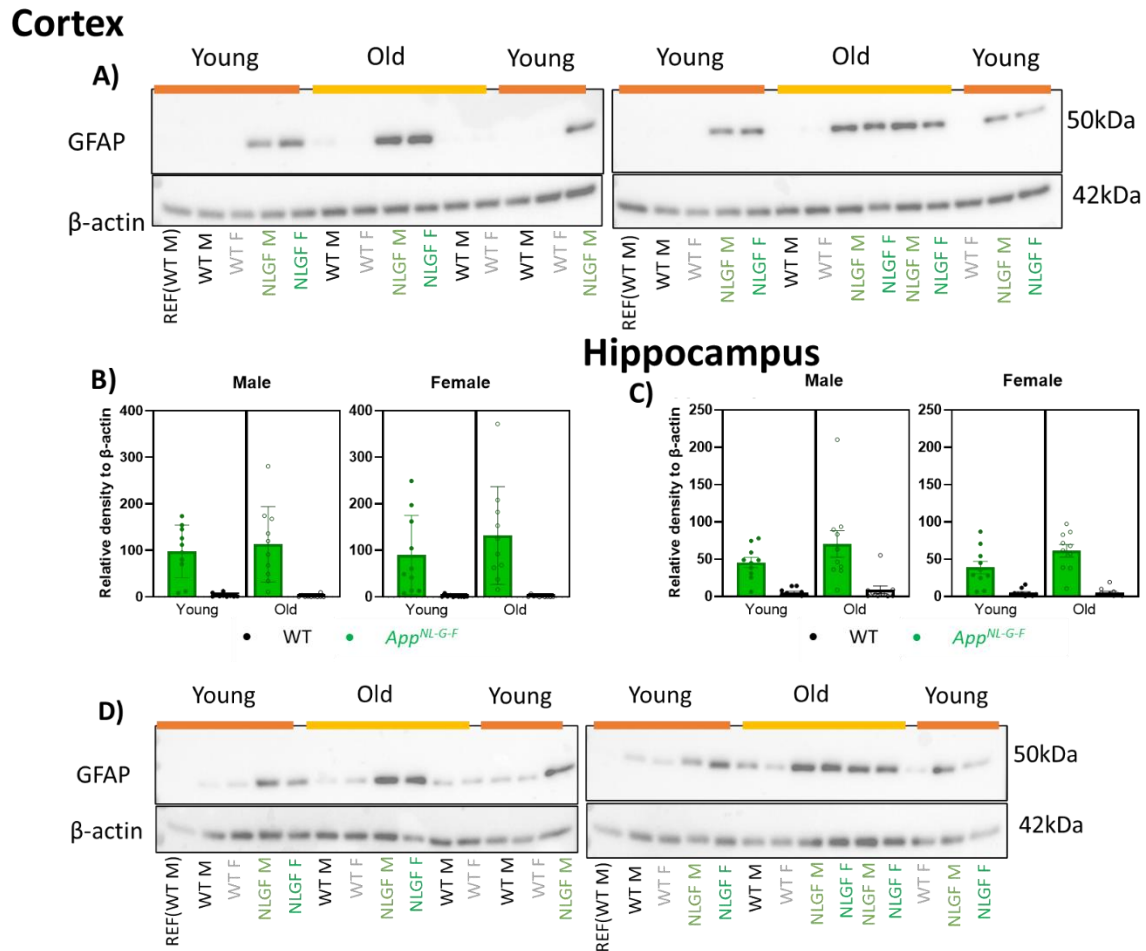 Cortex
A)
Young Old Young Young Old Young
GFAP
50kDa
β-actin
42kDa
REF(WT M) WT M WT F NLGF M NLGF F WT M WT F NLGF M NLGF F WT M WT F WT M WT F NLGF M
REF(WT M) WT M WT F NLGF M NLGF F WT M WT F NLGF M NLGF F NLGF M NLGF F WT F NLGF M NLGF F
Hippocampus
B)
Male Female
Relative density to β-actin
400 300 200 100 0
400 300 200 100 0
Young Old Young Old
• WT • App^NL-G-F
C)
Male Female
Relative density to β-actin
250 200 150 100 50 0
250 200 150 100 50 0
Young Old Young Old
• WT • App^NL-G-F
D)
Young Old Young Young Old Young
GFAP
50kDa
β-actin
42kDa
REF(WT M) WT M WT F NLGF M NLGF F WT M WT F NLGF M NLGF F WT M WT F WT M WT F NLGF M
REF(WT M) WT M WT F NLGF M NLGF F WT M WT F NLGF M NLGF F NLGF M NLGF F WT F NLGF M NLGF F